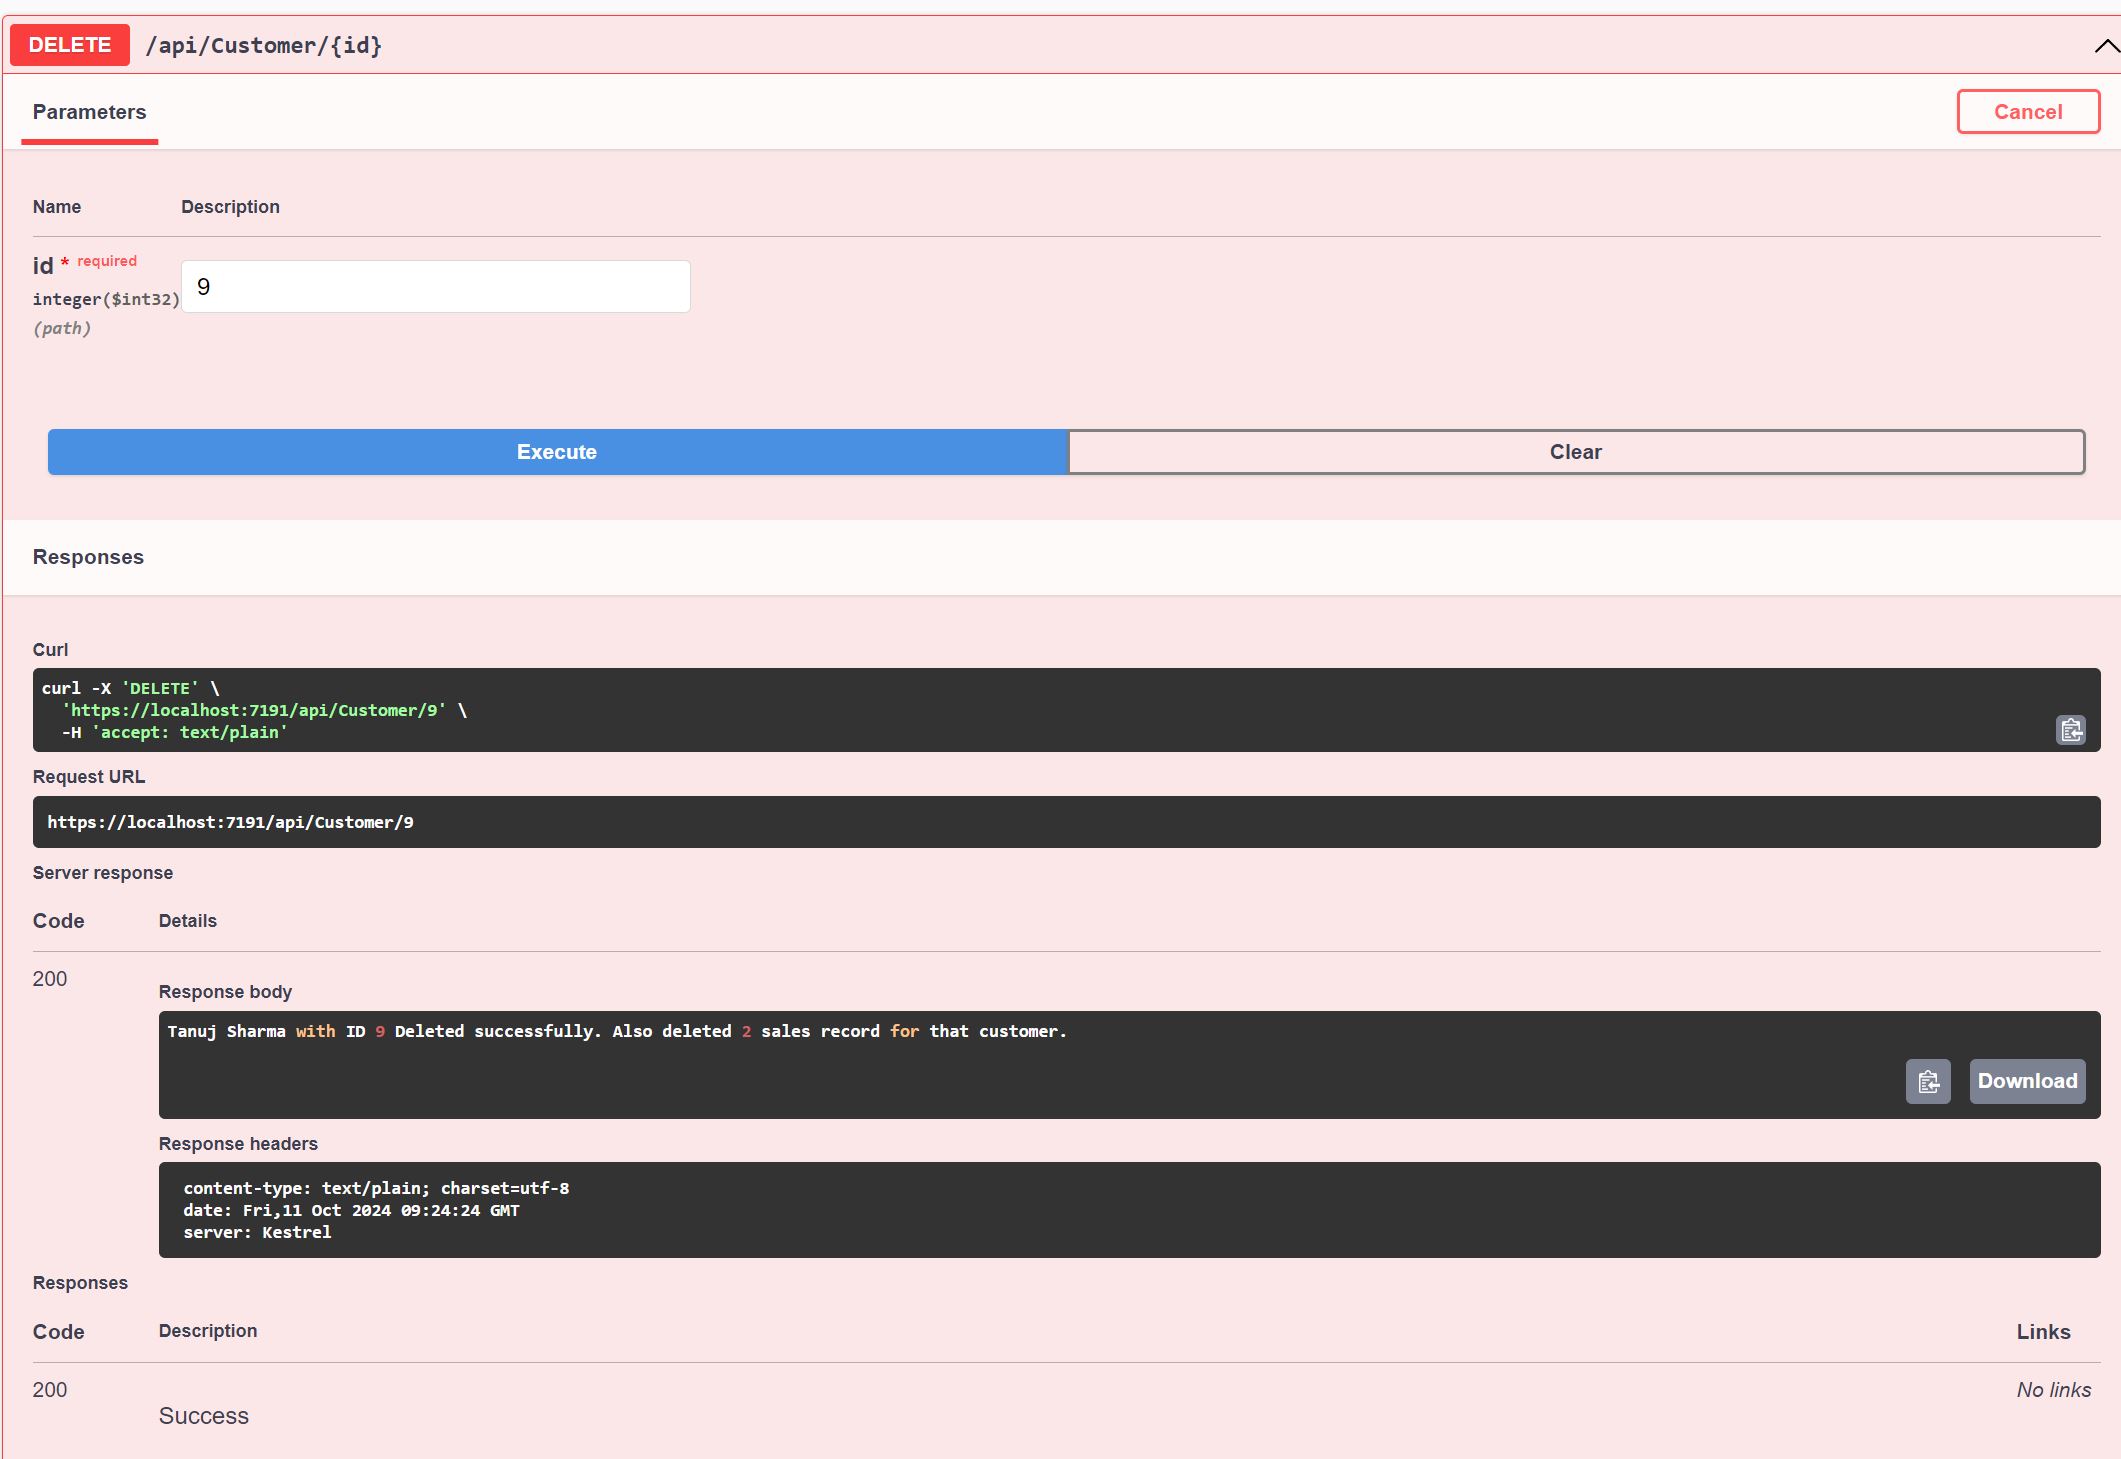 DELETE /api/Customer/{id}
Parameters Cancel
Name Description
id * required
integer($int32)
(path)
9
Execute Clear
Responses
Curl
curl -X 'DELETE' \
'https://localhost:7191/api/Customer/9' \
-H 'accept: text/plain'
Request URL
https://localhost:7191/api/Customer/9
Server response
Code Details
200
Response body
Tanuj Sharma with ID 9 Deleted successfully. Also deleted 2 sales record for that customer.
Download
Response headers
content-type: text/plain; charset=utf-8
date: Fri,11 Oct 2024 09:24:24 GMT
server: Kestrel
Responses
Code Description Links
200 No links
Success